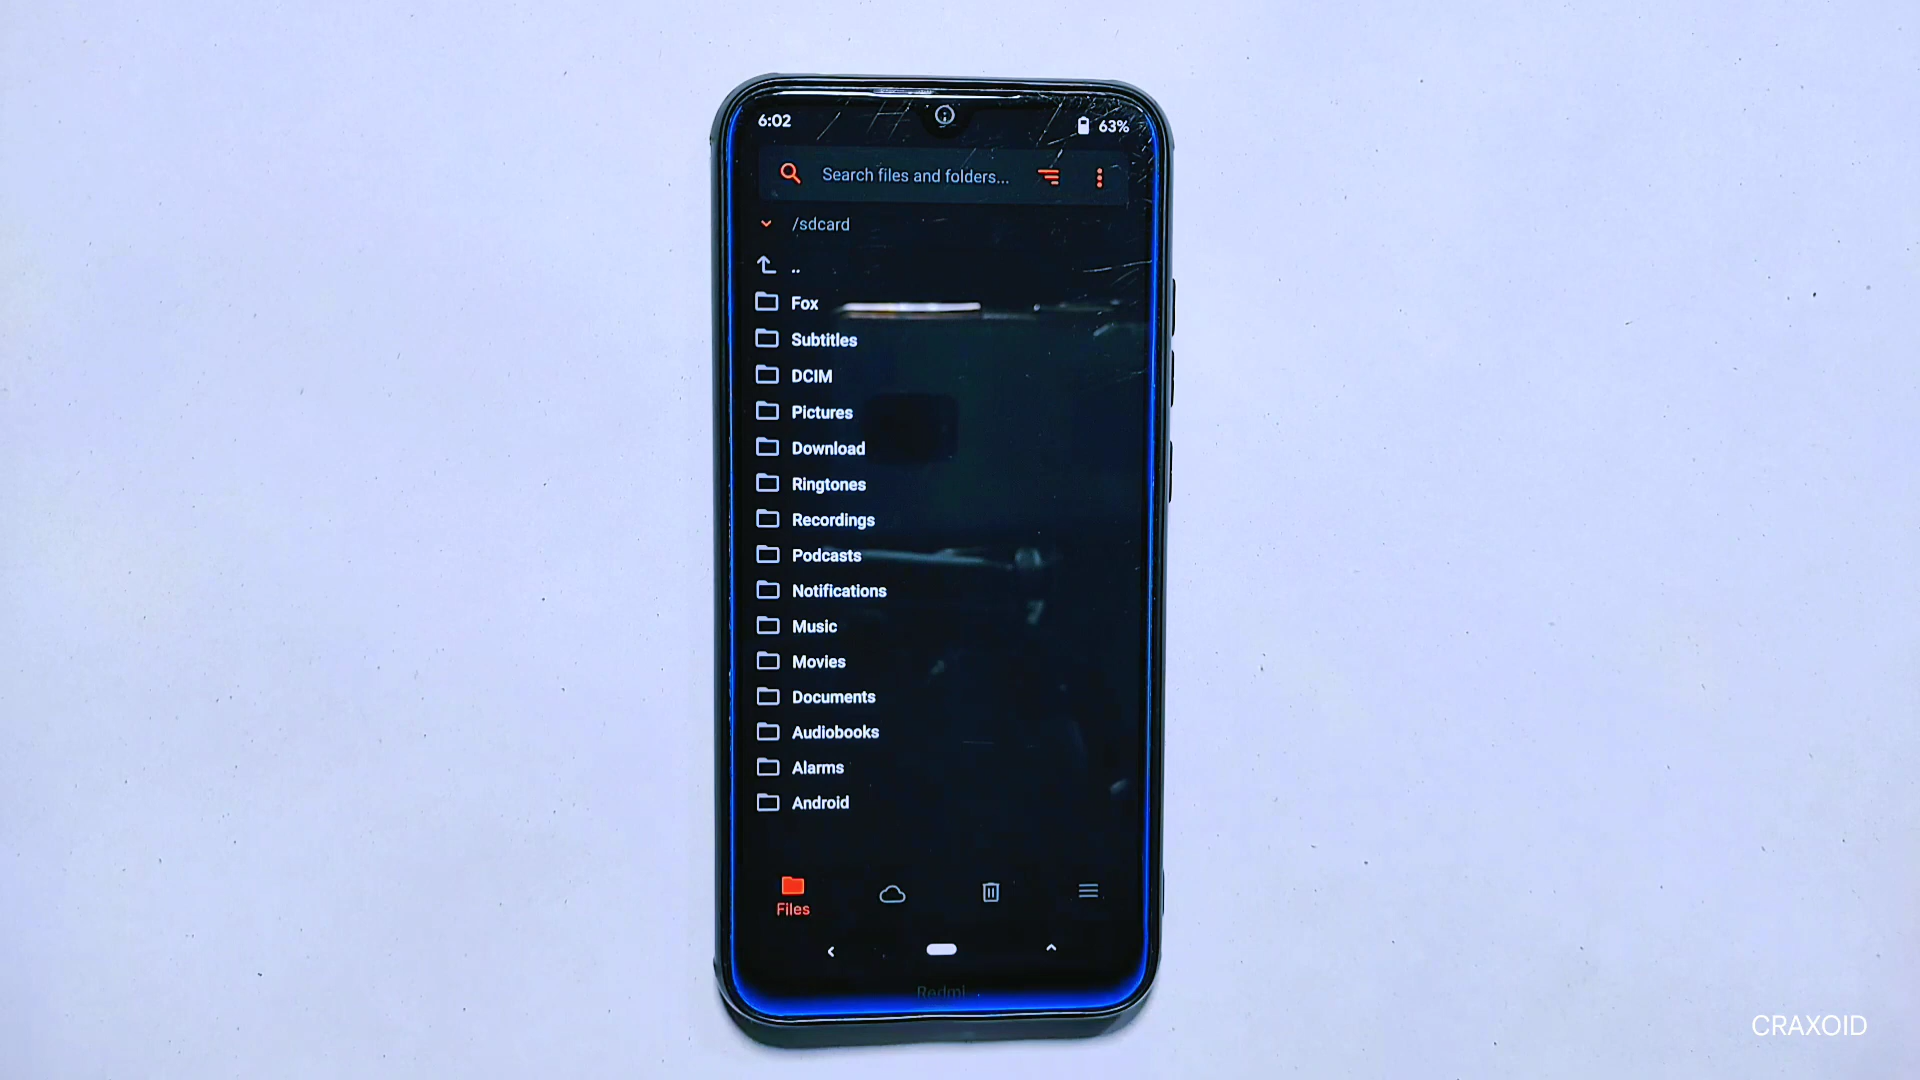 6:02
63%
Search files and folders...
/sdcard
..
Fox
Subtitles
DCIM
Pictures
Download
Ringtones
Recordings
Podcasts
Notifications
Music
Movies
Documents
Audiobooks
Alarms
Android
Files
Redmi
CRAXOID